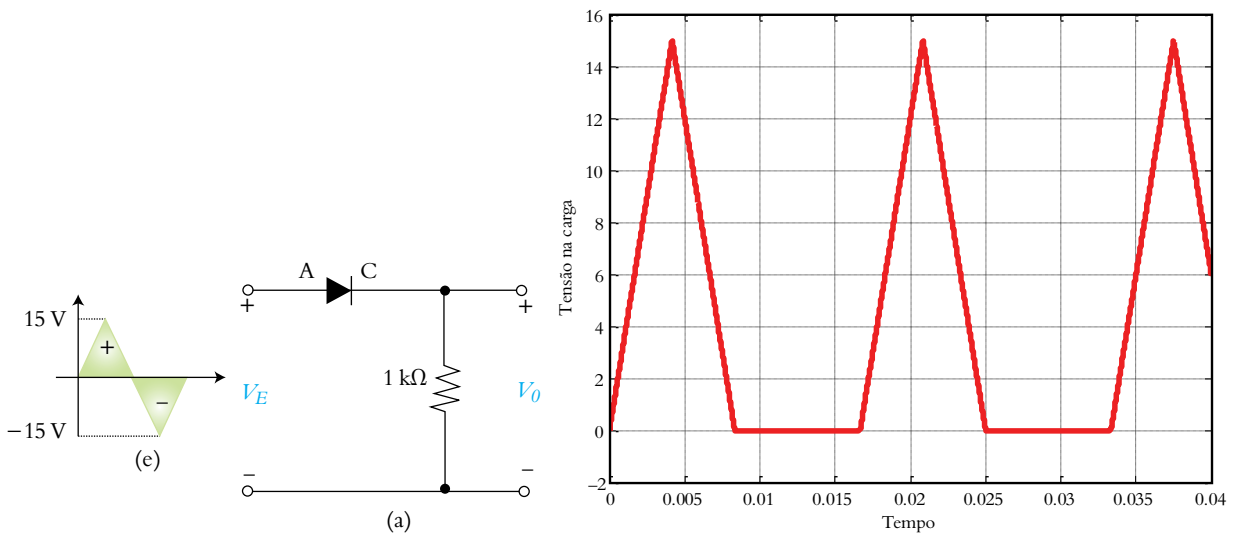 15 V
+
−
−15 V
(e)
A C
+ +
V_E
1 kΩ
V_0
− −
(a)
Tensão na carga
16
14
12
10
8
6
4
2
0
−2
0 0.005 0.01 0.015 0.02 0.025 0.03 0.035 0.04
Tempo